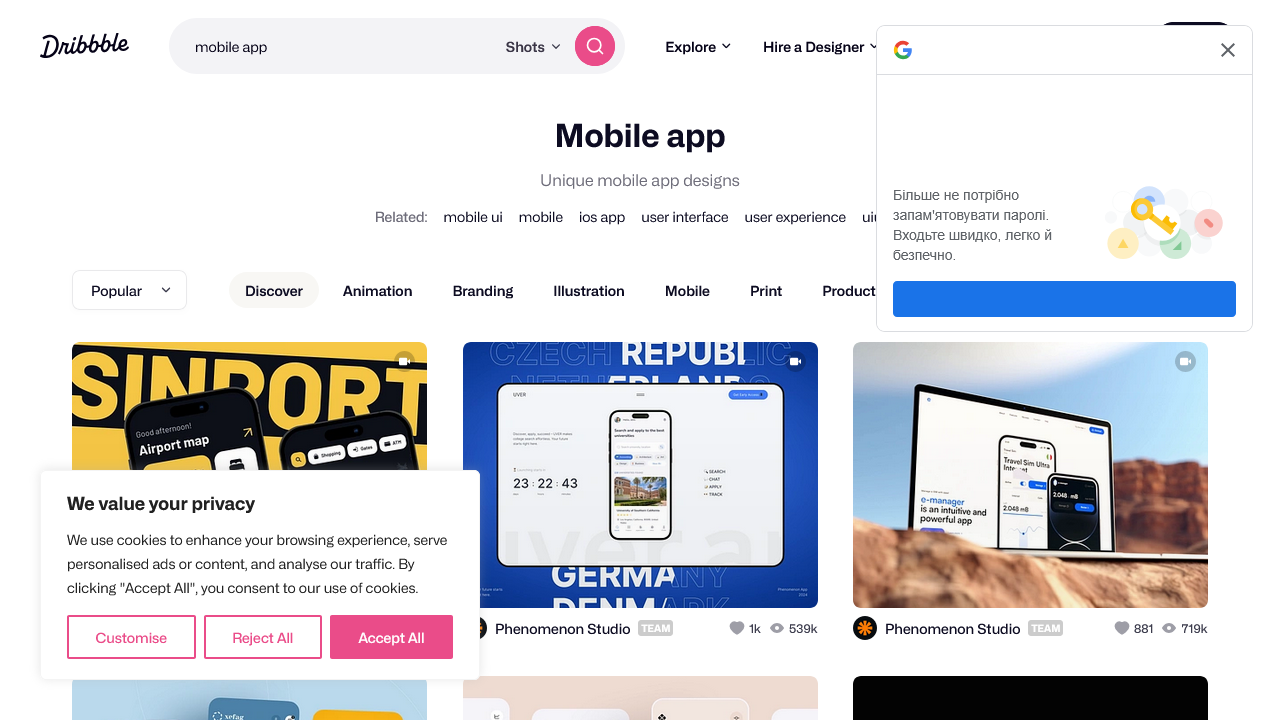 Dribbble
mobile app
Shots
Explore
Hire a Designer
Mobile app
Unique mobile app designs
Related:
mobile ui
mobile
ios app
user interface
user experience
Більше не потрібно
запам'ятовувати паролі.
Входьте швидко, легко й
безпечно.
Popular
Discover
Animation
Branding
Illustration
Mobile
Print
Product
SINPORT
Good afternoon!
Airport map
Shopping
Gates
ATM
CZECH REPUBLIC
NETHERLANDS
UVER
Search and apply to the best
universities
23 : 22 : 43
SEARCH
CHAT
APPLY
TRACK
uver a
GERMANY
DENMARK
Travel Sim Ultra
Internet
e-manager
is an intuitive and
powerful app
2.048 MB
2.048 MB
Phenomenon Studio
TEAM
1k
539k
Phenomenon Studio
TEAM
881
719k
We value your privacy
We use cookies to enhance your browsing experience, serve
personalised ads or content, and analyse our traffic. By
clicking "Accept All", you consent to our use of cookies.
Customise
Reject All
Accept All